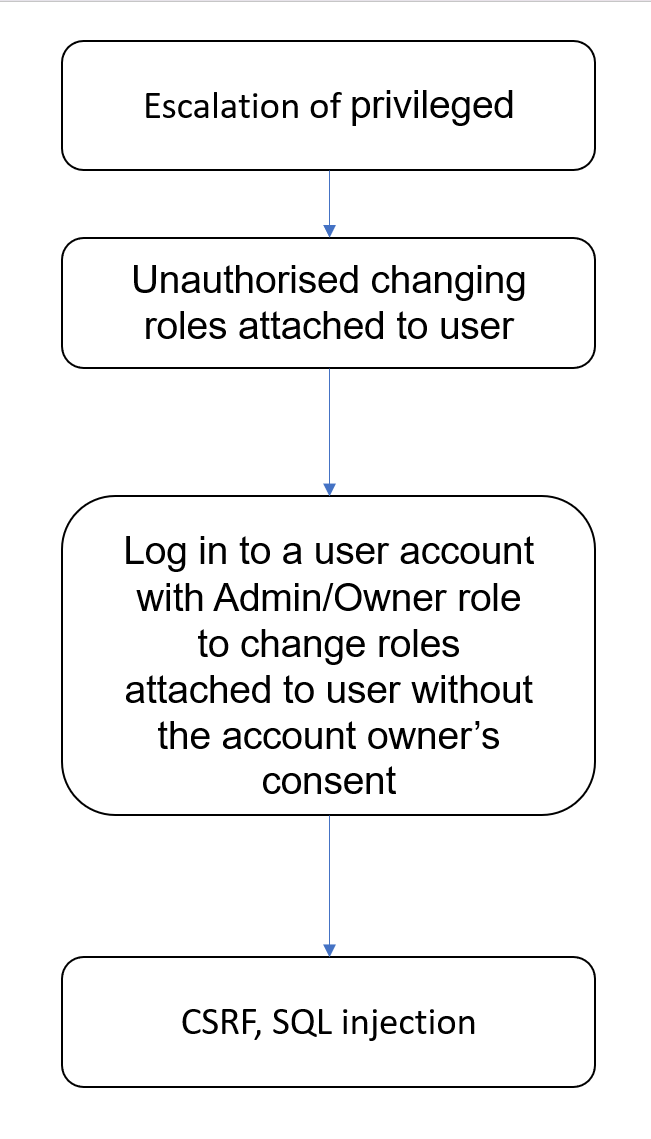 Escalation of privileged
Unauthorised changing
roles attached to user
Log in to a user account
with Admin/Owner role
to change roles
attached to user without
the account owner’s
consent
CSRF, SQL injection